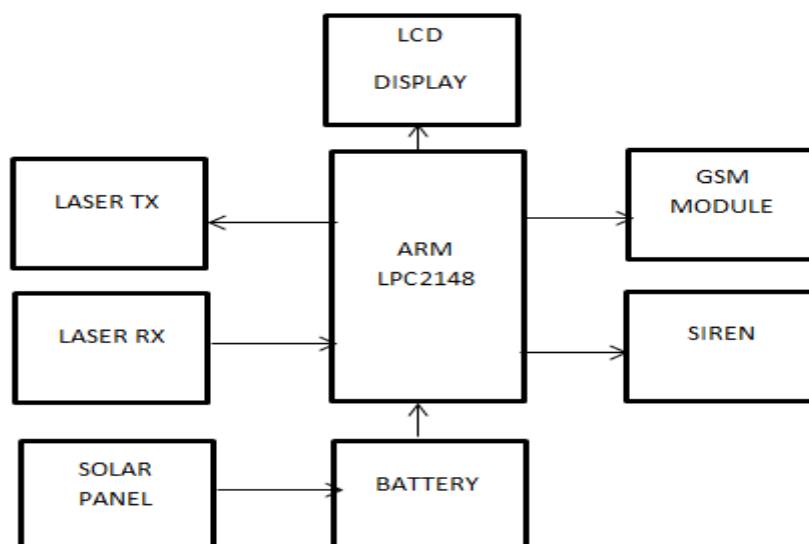 LCD
DISPLAY
LASER TX
GSM
MODULE
ARM
LPC2148
LASER RX
SIREN
SOLAR
PANEL
BATTERY